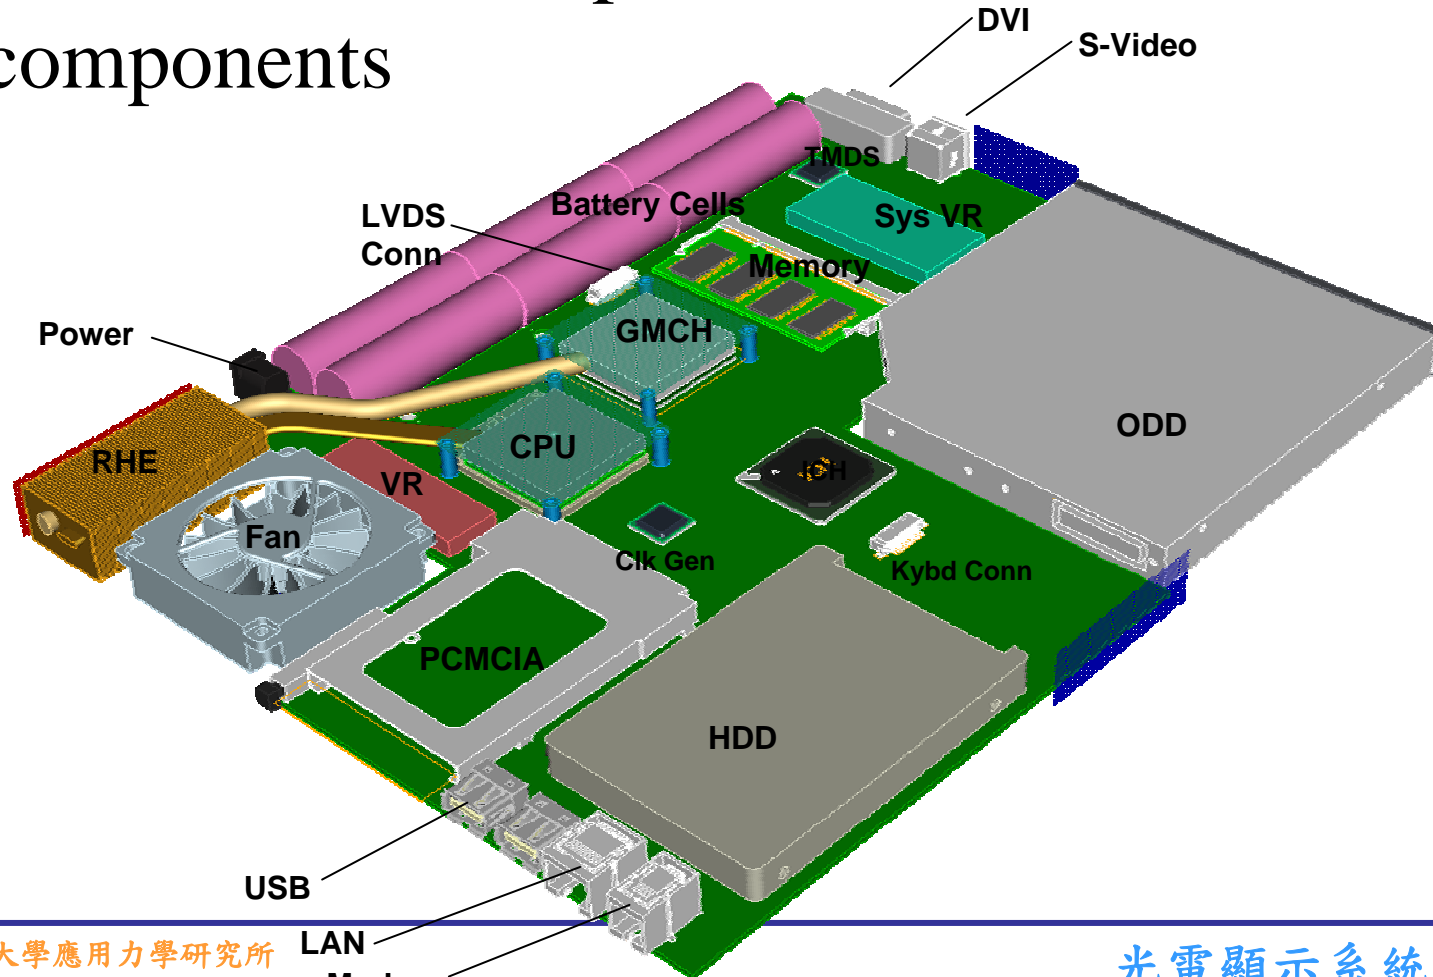 components
DVI
S-Video
TMDS
LVDS
Conn
Battery Cells
Sys VR
Memory
Power
GMCH
CPU
ODD
RHE
VR
ICH
Fan
Clk Gen
Kybd Conn
PCMCIA
HDD
USB
LAN
大學應用力學研究所
光電顯示系統